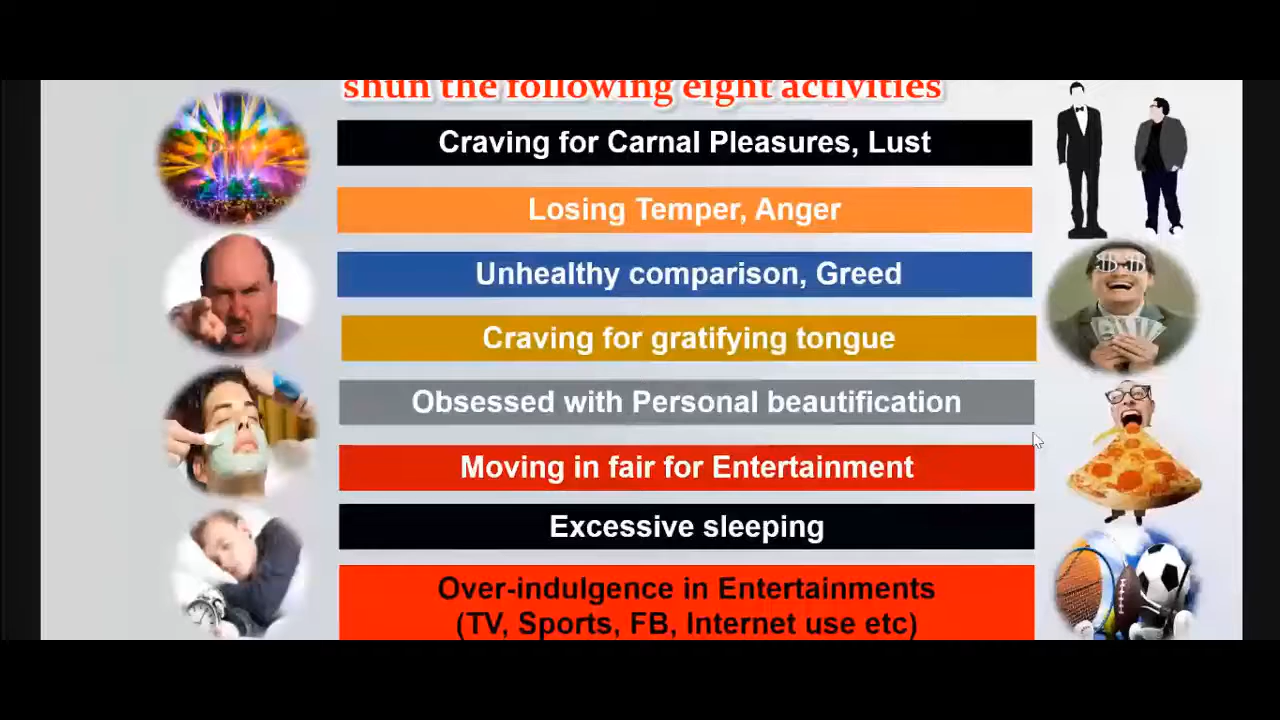 shun the following eight activities
Craving for Carnal Pleasures, Lust
Losing Temper, Anger
Unhealthy comparison, Greed
Craving for gratifying tongue
Obsessed with Personal beautification
Moving in fair for Entertainment
Excessive sleeping
Over-indulgence in Entertainments
(TV, Sports, FB, Internet use etc)